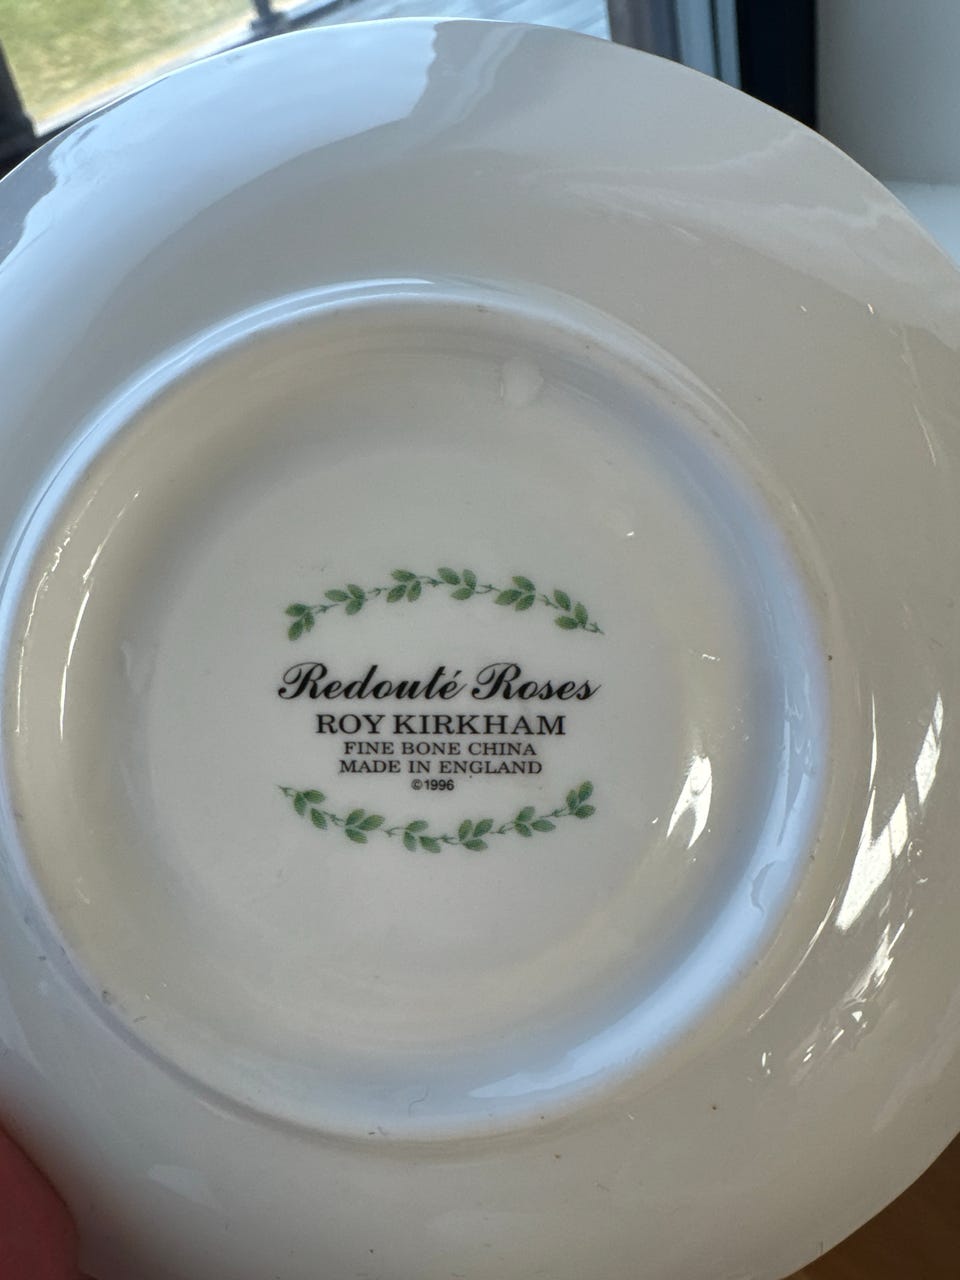 Redouté Roses
ROY KIRKHAM
FINE BONE CHINA
MADE IN ENGLAND
©1996